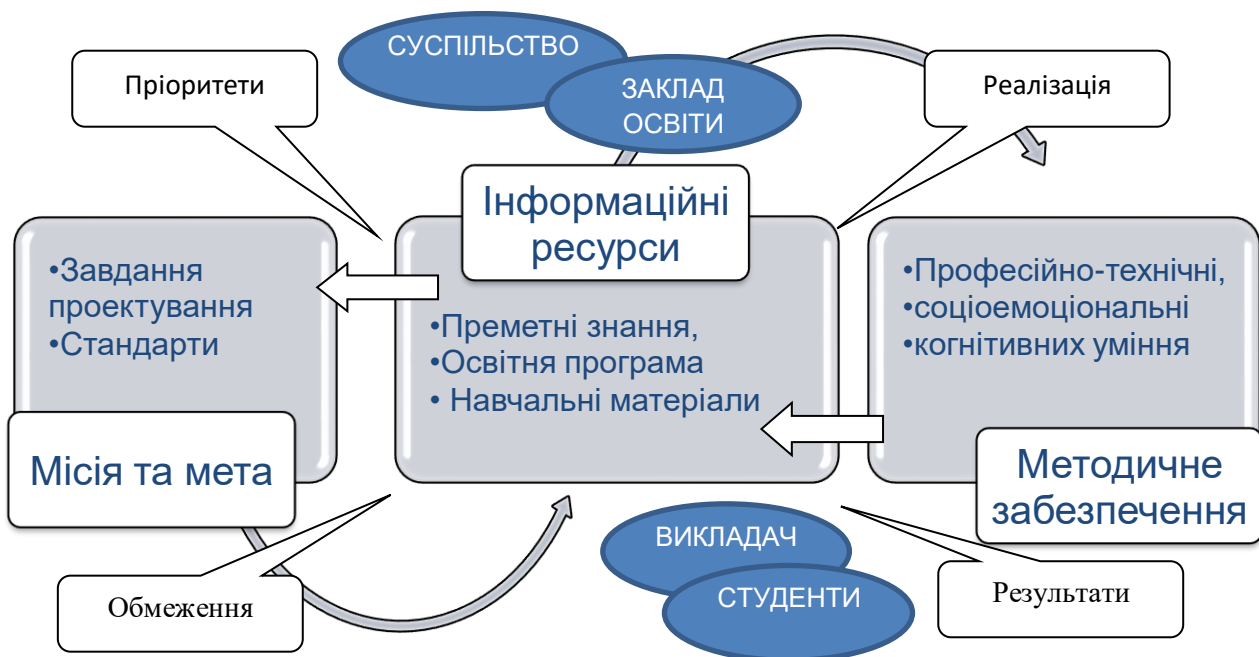 СУСПІЛЬСТВО
ЗАКЛАД
ОСВІТИ
Пріоритети
Реалізація
Інформаційні
ресурси
•Завдання
проектування
•Стандарти
•Преметні знання,
•Освітня програма
• Навчальні матеріали
•Професійно-технічні,
•соціоемоціональні
•когнітивних уміння
Місія та мета
Методичне
забезпечення
ВИКЛАДАЧ
СТУДЕНТИ
Обмеження
Результати